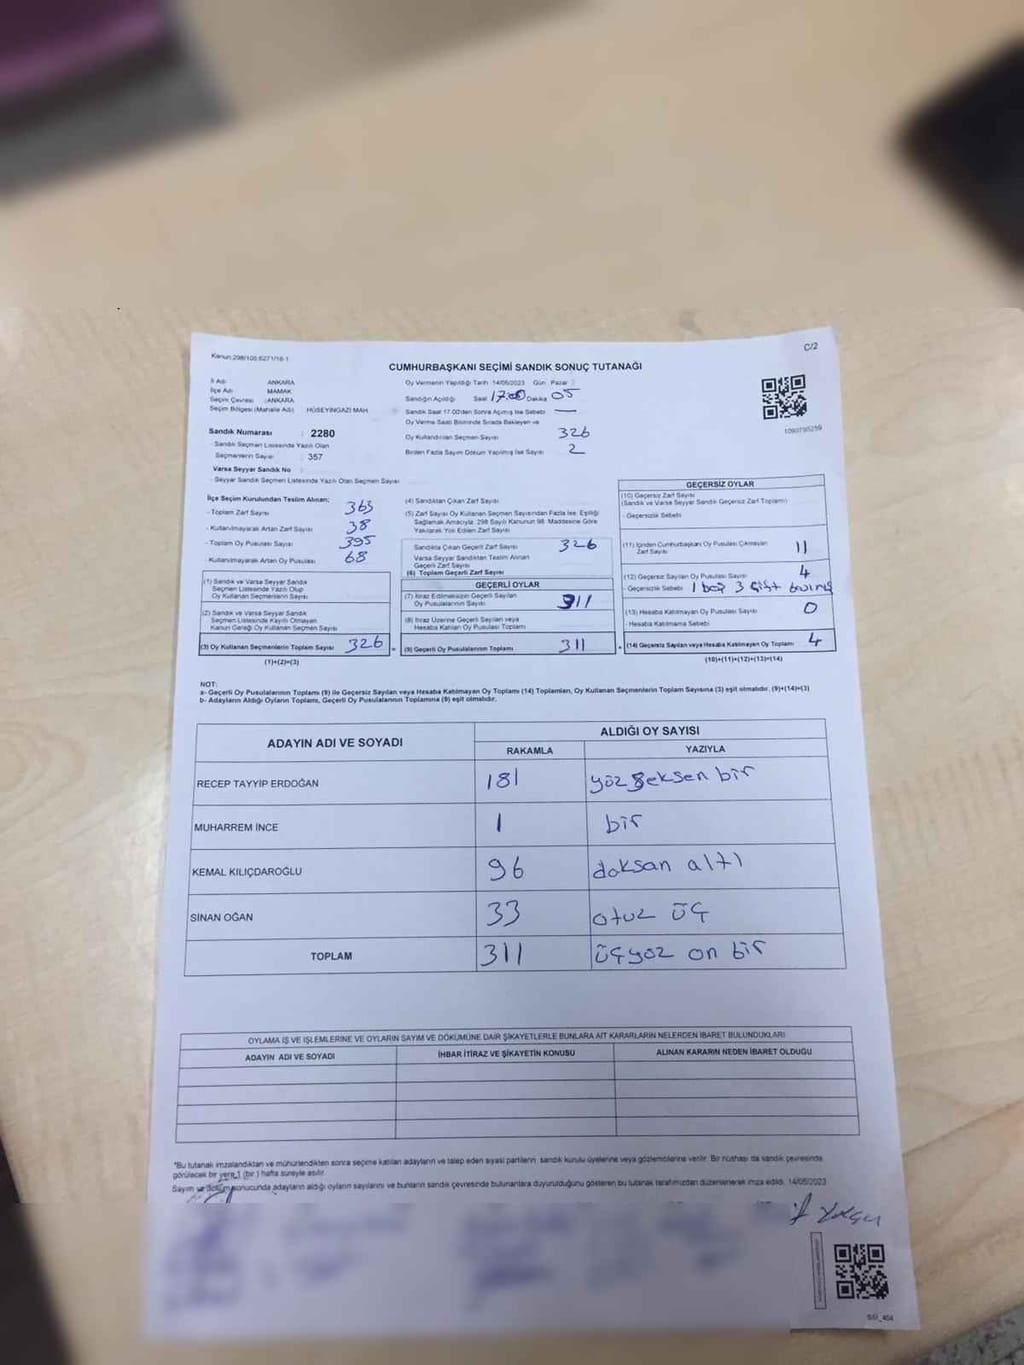 C/2
Kanun:298/105.6271/16-1
CUMHURBAŞKANI SEÇİMİ SANDIK SONUÇ TUTANAĞI
İl Adı ANKARA
İlçe Adı MAMAK
Seçim Çevresi :ANKARA
Seçim Bölgesi (Mahalle Adı) HÜSEYİNGAZİ MAH
Sandık Numarası : 2280
- Sandık Seçmen Listesinde Yazılı Olan
Seçmenlerin Sayısı : 357
Varsa Seyyar Sandık No
- Seyyar Sandık Seçmen Listesinde Yazılı Olan Seçmen Sayısı
Oy Vermenin Yapıldığı Tarih 14/05/2023 Gün Pazar
Sandığın Açıldığı Saat 17:00 Dakika 05
Sandık Saat 17.00'den Sonra Açmış İse Sebebi —
Oy Verme Saati Bitiminde Sırada Bekleyen ve
Oy Kullandırılan Seçmen Sayısı 326
Birden Fazla Sayım Döküm Yapılmış İse Sayısı 2
1090795259
İlçe Seçim Kurulundan Teslim Alınan;
- Toplam Zarf Sayısı 363
- Kullanılmayarak Artan Zarf Sayısı 38
- Toplam Oy Pusulası Sayısı 395
- Kullanılmayarak Artan Oy Pusulası 68
(1) Sandık ve Varsa Seyyar Sandık
Seçmen Listesinde Yazılı Olup
Oy Kullanan Seçmenlerin Sayısı
(2) Sandık ve Varsa Seyyar Sandık
Seçmen Listesinde Kayıtlı Olmayan
Kanun Gereği Oy Kullanan Seçmen Sayısı
(3) Oy Kullanan Seçmenlerin Toplam Sayısı 326 =
(1)+(2)=(3)
(4) Sandıktan Çıkan Zarf Sayısı
(5) Zarf Sayısı Oy Kullanan Seçmen Sayısından Fazla İse, Eşitliği
Sağlamak Amacıyla 298 Sayılı Kanunun 98. Maddesine Göre
Yakılarak Yok Edilen Zarf Sayısı
Sandıkta Çıkan Geçerli Zarf Sayısı 326
Varsa Seyyar Sandıktan Teslim Alınan
Geçerli Zarf Sayısı
(6) Toplam Geçerli Zarf Sayısı
GEÇERLİ OYLAR
(7) İtiraz Edilmeksizin Geçerli Sayılan
Oy Pusulalarının Sayısı 311
(8) İtiraz Üzerine Geçerli Sayılan veya
Hesaba Katılan Oy Pusulası Toplamı
(9) Geçerli Oy Pusulalarının Toplamı 311 +
GEÇERSİZ OYLAR
(10) Geçersiz Zarf Sayısı
(Sandık ve Varsa Seyyar Sandık Geçersiz Zarf Toplamı)
- Geçersizlik Sebebi
(11) İçinden Cumhurbaşkanı Oy Pusulası Çıkmayan
Zarf Sayısı 11
(12) Geçersiz Sayılan Oy Pusulası Sayısı 4
- Geçersizlik Sebebi 1 boş 3 çift
(13) Hesaba Katılmayan Oy Pusulası Sayısı 0
- Hesaba Katılmama Sebebi
(14) Geçersiz Sayılan veya Hesaba Katılmayan Oy Toplamı 4
(10)+(11)+(12)+(13)=(14)
NOT:
a- Geçerli Oy Pusulalarının Toplamı (9) ile Geçersiz Sayılan veya Hesaba Katılmayan Oy Toplamı (14) Toplamları, Oy Kullanan Seçmenlerin Toplam Sayısına (3) eşit olmalıdır. (9)+(14)=(3)
b- Adayların Aldığı Oyların Toplamı, Geçerli Oy Pusulalarının Toplamına (9) eşit olmalıdır.
ADAYIN ADI VE SOYADI ALDIĞI OY SAYISI
RAKAMLA YAZIYLA
RECEP TAYYİP ERDOĞAN 181 yüz seksen bir
MUHARREM İNCE 1 bir
KEMAL KILIÇDAROĞLU 96 doksan altı
SİNAN OĞAN 33 otuz üç
TOPLAM 311 üçyüz on bir
OYLAMA İŞ VE İŞLEMLERİNE VE OYLARIN SAYIM VE DÖKÜMÜNE DAİR ŞİKAYETLERLE BUNLARA AİT KARARLARIN NELERDEN İBARET BULUNDUKLARI
ADAYIN ADI VE SOYADI İHBAR İTİRAZ VE ŞİKAYETİN KONUSU ALINAN KARARIN NEDEN İBARET OLDUĞU
*Bu tutanak imzalandıktan ve mühürlendikten sonra seçime katılan adayların ve talep eden siyasi partilerin, sandık kurulu üyelerine veya gözlemcilerine verilir. Bir nüshası da sandık çevresinde
görülecek bir yere 1 (bir ) hafta süreyle asılır.
Sayım ve döküm sonucunda adayların aldığı oyların sayılarını ve bunların sandık çevresinde bulunanlara duyurulduğunu gösteren bu tutanak tarafımızdan düzenlenerek imza edildi. 14/05/2023